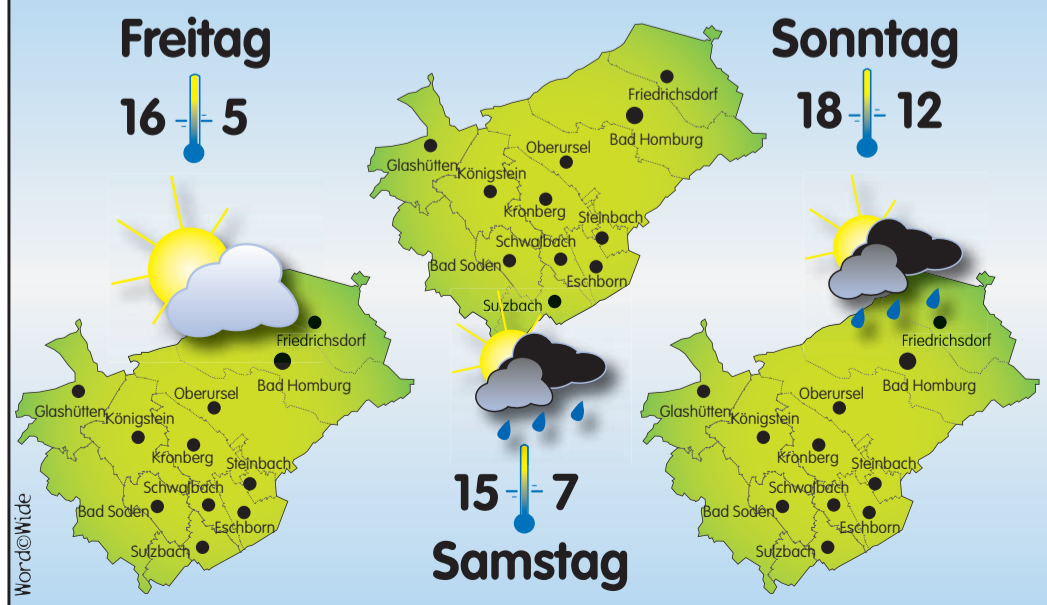 Freitag
16 5
Friedrichsdorf
Bad Homburg
Oberursel
Glashütten
Königstein
Kronberg
Steinbach
Schwalbach
Bad Soden
Eschborn
Sulzbach
Friedrichsdorf
Bad Homburg
Oberursel
Glashütten
Königstein
Kronberg
Steinbach
Schwalbach
Bad Soden
Eschborn
Sulzbach
15 7
Samstag
Sonntag
18 12
Friedrichsdorf
Bad Homburg
Oberursel
Glashütten
Königstein
Kronberg
Steinbach
Schwalbach
Bad Soden
Eschborn
Sulzbach
Word©Wide